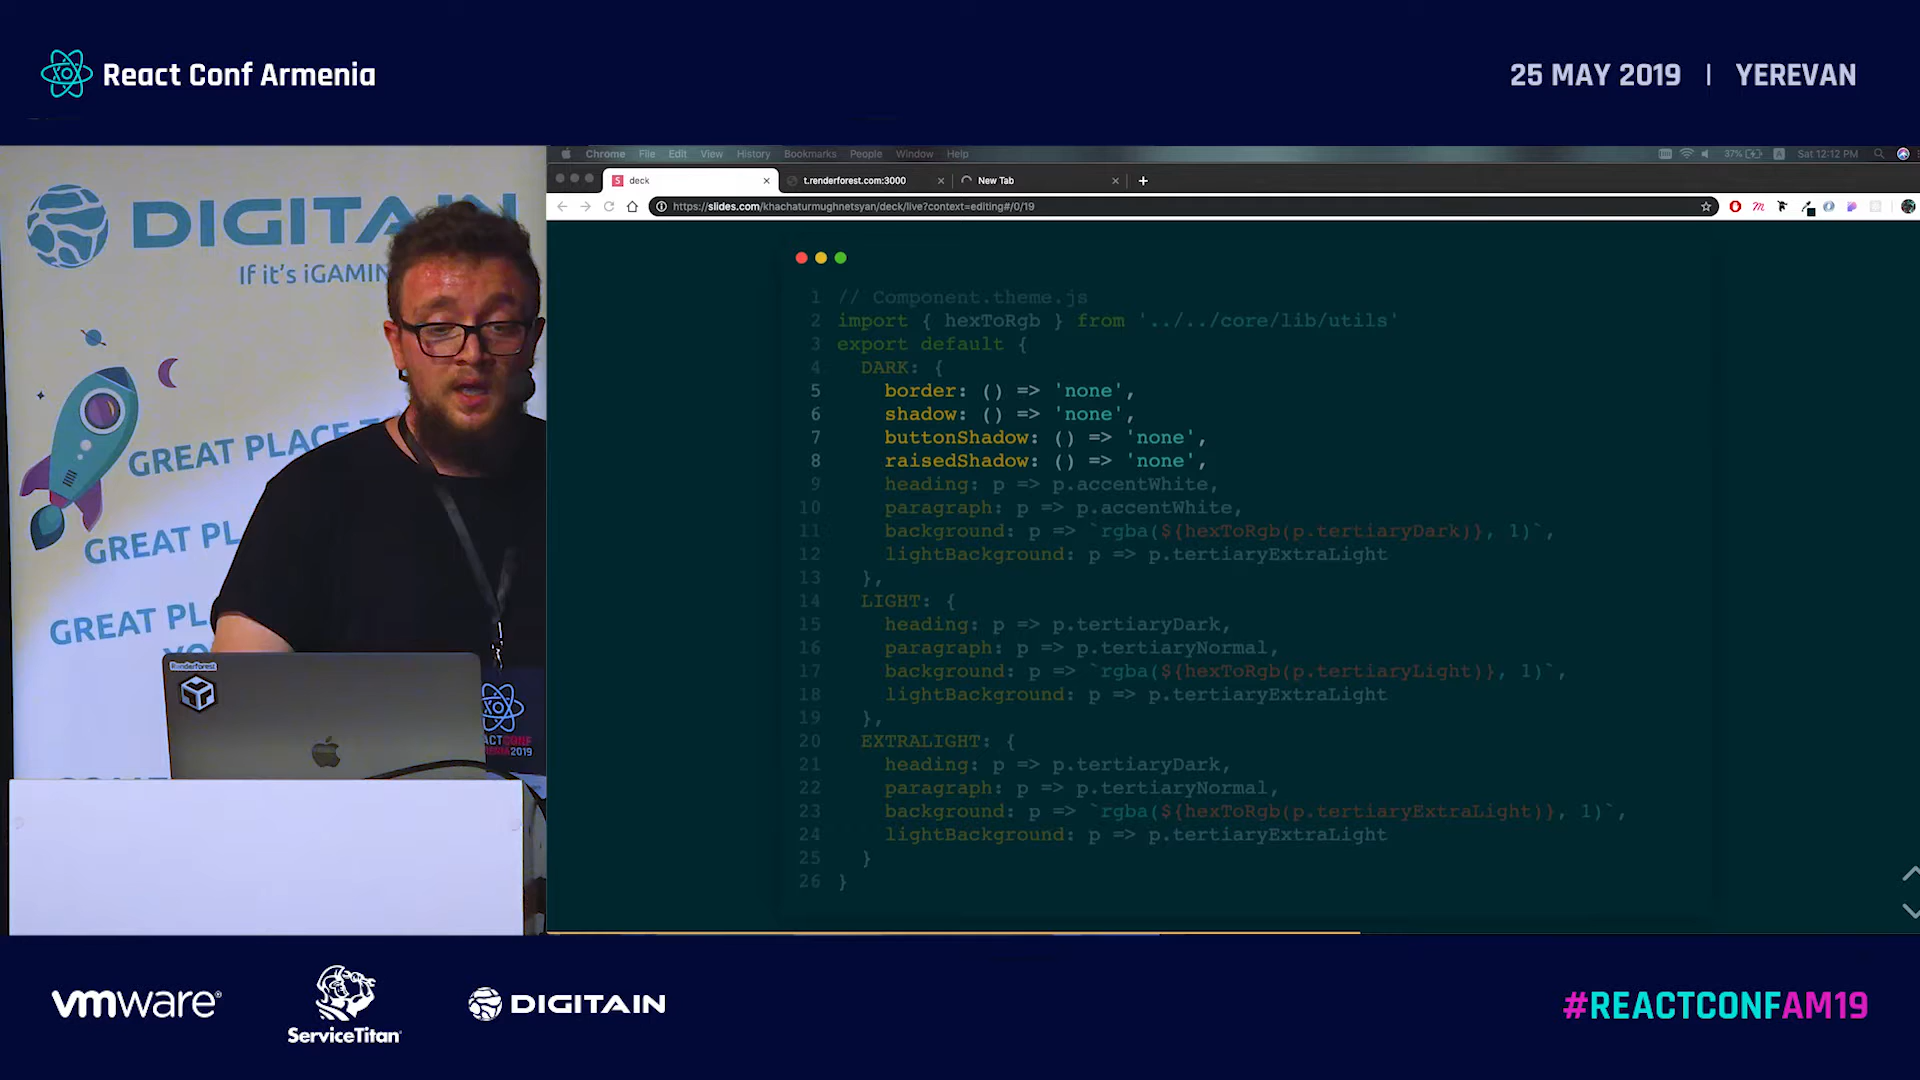 React Conf Armenia
25 MAY 2019 | YEREVAN
Chrome File Edit View History Bookmarks People Window Help
37% Sat 12:12 PM
deck
t.renderforest.com:3000
New Tab
https://slides.com/khachaturmughnetsyan/deck/live?context=editing#/0/19
DIGITAIN
If it's iGAMIN
GREAT PLACE T
GREAT PL
GREAT PL
YO
Renderforest
2019
1 // Component.theme.js
2 import { hexToRgb } from '../../core/lib/utils'
3 export default {
4 DARK: {
5 border: () => 'none',
6 shadow: () => 'none',
7 buttonShadow: () => 'none',
8 raisedShadow: () => 'none',
9 heading: p => p.accentWhite,
10 paragraph: p => p.accentWhite,
11 background: p => `rgba(${hexToRgb(p.tertiaryDark)}, 1)`,
12 lightBackground: p => p.tertiaryExtraLight
13 },
14 LIGHT: {
15 heading: p => p.tertiaryDark,
16 paragraph: p => p.tertiaryNormal,
17 background: p => `rgba(${hexToRgb(p.tertiaryLight)}, 1)`,
18 lightBackground: p => p.tertiaryExtraLight
19 },
20 EXTRALIGHT: {
21 heading: p => p.tertiaryDark,
22 paragraph: p => p.tertiaryNormal,
23 background: p => `rgba(${hexToRgb(p.tertiaryExtraLight)}, 1)`,
24 lightBackground: p => p.tertiaryExtraLight
25 }
26 }
vmware
ServiceTitan
DIGITAIN
#REACTCONFAM19